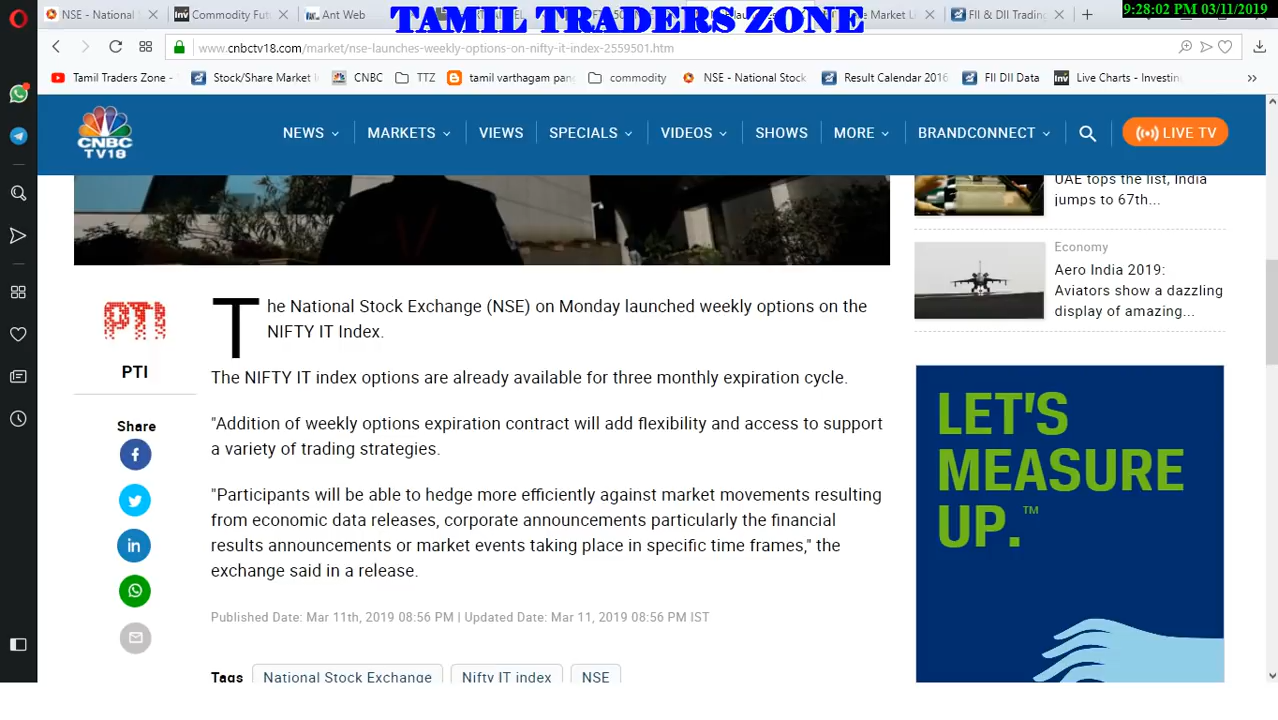 TAMIL TRADERS ZONE
9:28:02 PM 03/11/2019
NSE - National
Commodity Fut
Ant Web
Market U
FII & DII Trading
www.cnbctv18.com/market/nse-launches-weekly-options-on-nifty-it-index-2559501.htm
Tamil Traders Zone -
Stock/Share Market I
CNBC
TTZ
tamil varthagam pan
commodity
NSE - National Stock
Result Calendar 2016
FII DII Data
Live Charts - Investin
CNBC
TV18
NEWS
MARKETS
VIEWS
SPECIALS
VIDEOS
SHOWS
MORE
BRANDCONNECT
LIVE TV
UAE tops the list, India
jumps to 67th...
Economy
Aero India 2019:
Aviators show a dazzling
display of amazing...
PTI
PTI
Share
The National Stock Exchange (NSE) on Monday launched weekly options on the
NIFTY IT Index.
The NIFTY IT index options are already available for three monthly expiration cycle.
"Addition of weekly options expiration contract will add flexibility and access to support
a variety of trading strategies.
"Participants will be able to hedge more efficiently against market movements resulting
from economic data releases, corporate announcements particularly the financial
results announcements or market events taking place in specific time frames," the
exchange said in a release.
Published Date: Mar 11th, 2019 08:56 PM | Updated Date: Mar 11, 2019 08:56 PM IST
Tags
National Stock Exchange
Nifty IT index
NSE
LET'S
MEASURE
UP.™